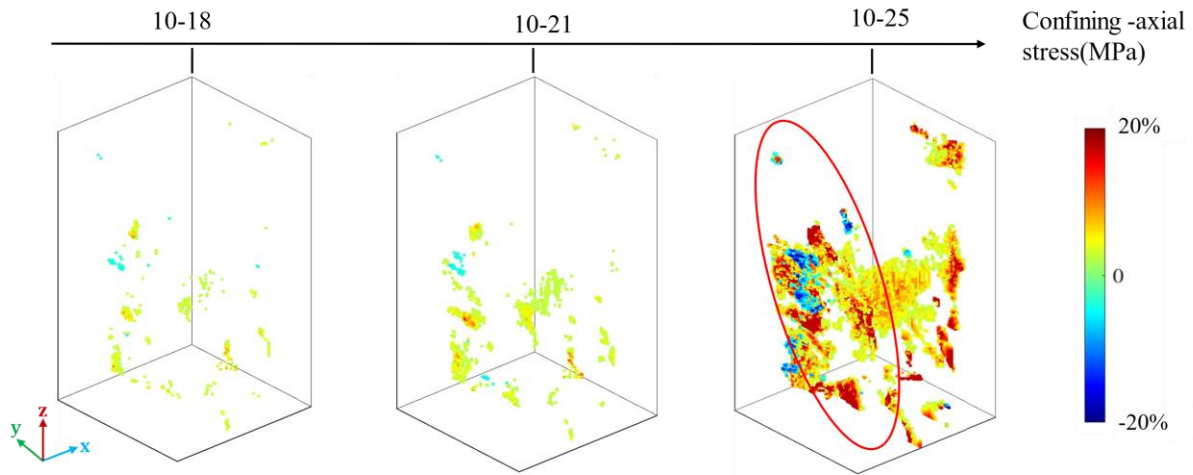 10-18
10-21
10-25
Confining -axial
stress(MPa)
20%
0
-20%
z
y
x